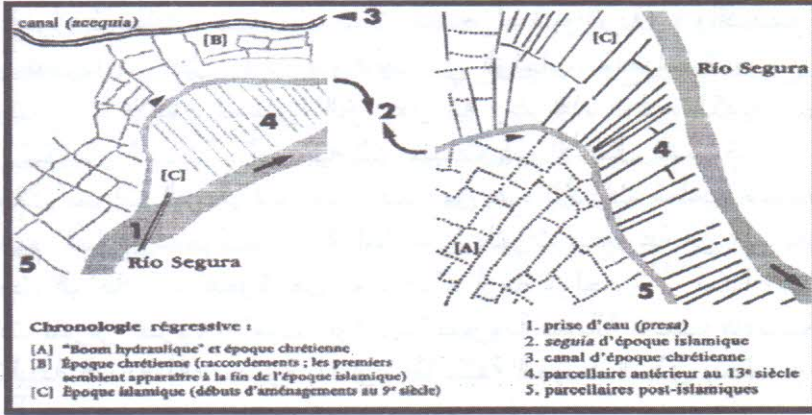 canal (acequia)
3
[B]
4
[C]
1
Río Segura
5
2
[C]
Río Segura
4
[A]
5
Chronologie régressive :
[A] "Boom hydraulique" et époque chrétienne
[B] Époque chrétienne (raccordements ; les premiers
semblent apparaître à la fin de l'époque islamique)
[C] Époque islamique (débuts d'aménagements au 9e siècle)
1. prise d'eau (presa)
2. seguia d'époque islamique
3. canal d'époque chrétienne
4. parcellaire antérieur au 13e siècle
5. parcellaires post-islamiques